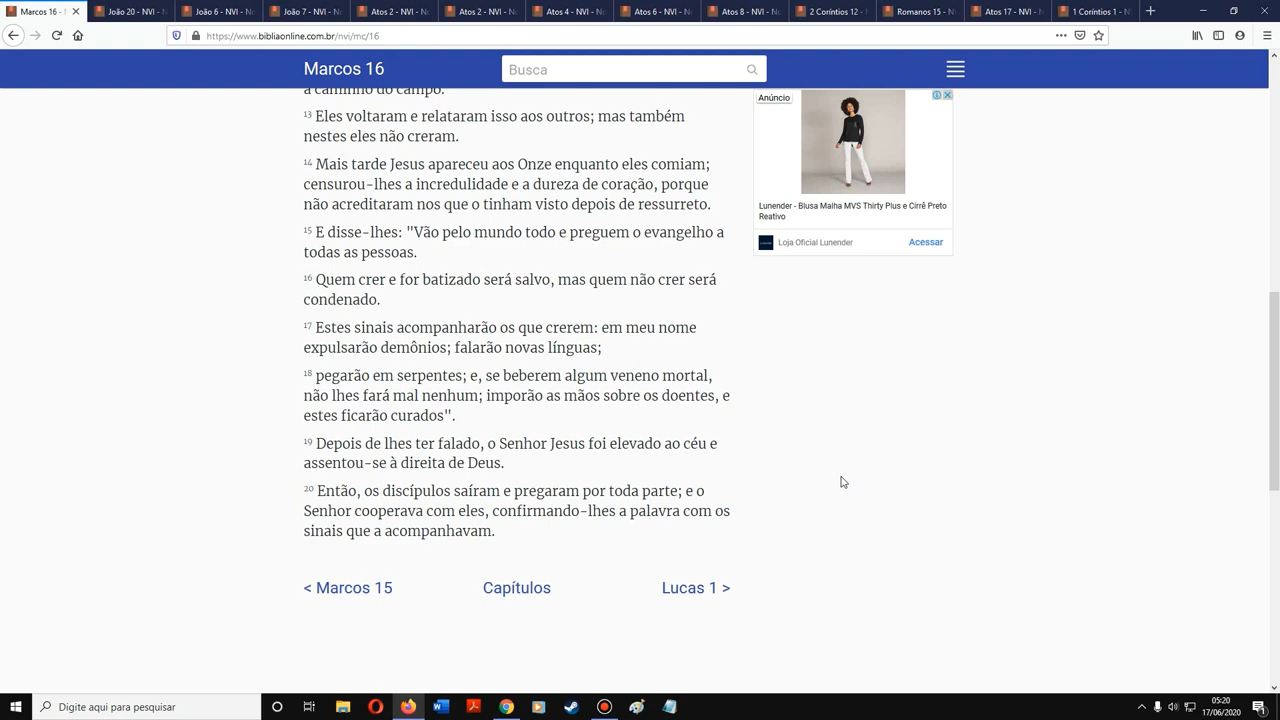 Marcos 16 - N
João 20 - NVI - N
João 6 - NVI - No
João 7 - NVI - No
Atos 2 - NVI - No
Atos 2 - NVI - No
Atos 4 - NVI - No
Atos 6 - NVI - No
Atos 8 - NVI - No
2 Coríntios 12 -
Romanos 15 - NV
Atos 17 - NVI - N
1 Coríntios 1 - N
https://www.bibliaonline.com.br/nvi/mc/16
Marcos 16
Busca
a caminho do campo.
13 Eles voltaram e relataram isso aos outros; mas também
nestes eles não creram.
14 Mais tarde Jesus apareceu aos Onze enquanto eles comiam;
censurou-lhes a incredulidade e a dureza de coração, porque
não acreditaram nos que o tinham visto depois de ressurreto.
15 E disse-lhes: "Vão pelo mundo todo e preguem o evangelho a
todas as pessoas.
16 Quem crer e for batizado será salvo, mas quem não crer será
condenado.
17 Estes sinais acompanharão os que crerem: em meu nome
expulsarão demônios; falarão novas línguas;
18 pegarão em serpentes; e, se beberem algum veneno mortal,
não lhes fará mal nenhum; imporão as mãos sobre os doentes, e
estes ficarão curados".
19 Depois de lhes ter falado, o Senhor Jesus foi elevado ao céu e
assentou-se à direita de Deus.
20 Então, os discípulos saíram e pregaram por toda parte; e o
Senhor cooperava com eles, confirmando-lhes a palavra com os
sinais que a acompanhavam.
< Marcos 15
Capítulos
Lucas 1 >
Anúncio
Lunender - Blusa Malha MVS Thirty Plus e Cirrê Preto
Reativo
Loja Oficial Lunender
Acessar
Digite aqui para pesquisar
05:20
17/06/2020